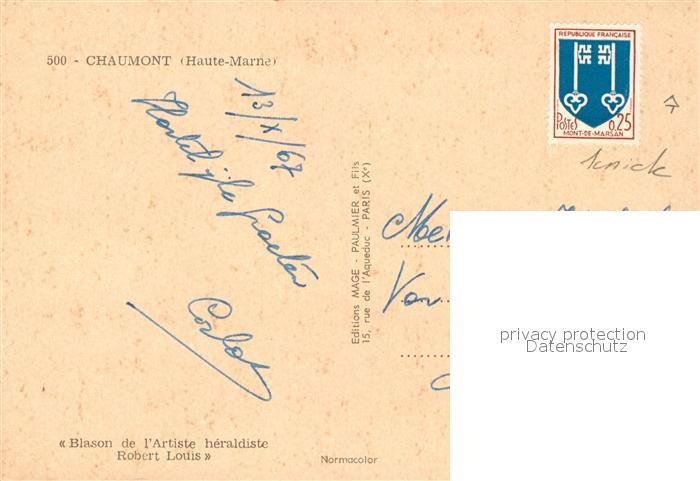 500 - CHAUMONT (Haute-Marne)
13/X/67
Editions MAGE - PAULMIER et Fils
15, rue de l'Aqueduc - PARIS (Xe)
REPUBLIQUE FRANÇAISE
POSTES 0,25
MONT-DE-MARSAN
knick
privacy protection
Datenschutz
« Blason de l'Artiste héraldiste
Robert Louis »
Normacolor